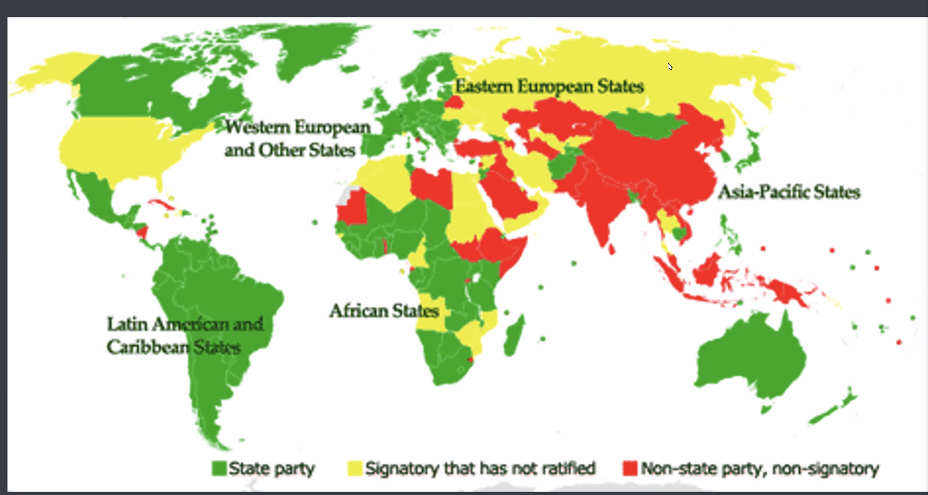 Eastern European States
Western European
and Other States
Asia-Pacific States
African States
Latin American and
Caribbean States
State party
Signatory that has not ratified
Non-state party, non-signatory